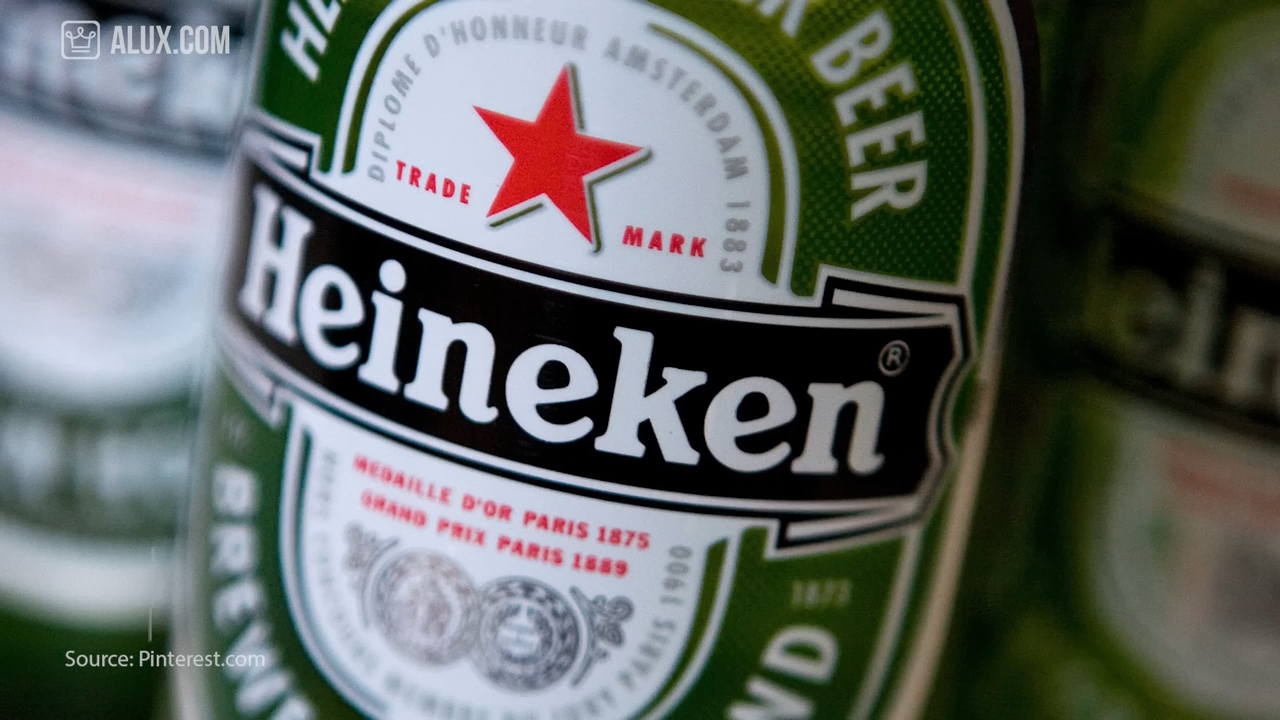 ALUX.COM
BEER
DIPLOME D'HONNEUR AMSTERDAM 1883
TRADE MARK
Heineken®
MEDAILLE D'OR PARIS 1875
GRAND PRIX PARIS 1889
PARIS 1900
1873
Source: Pinterest.com